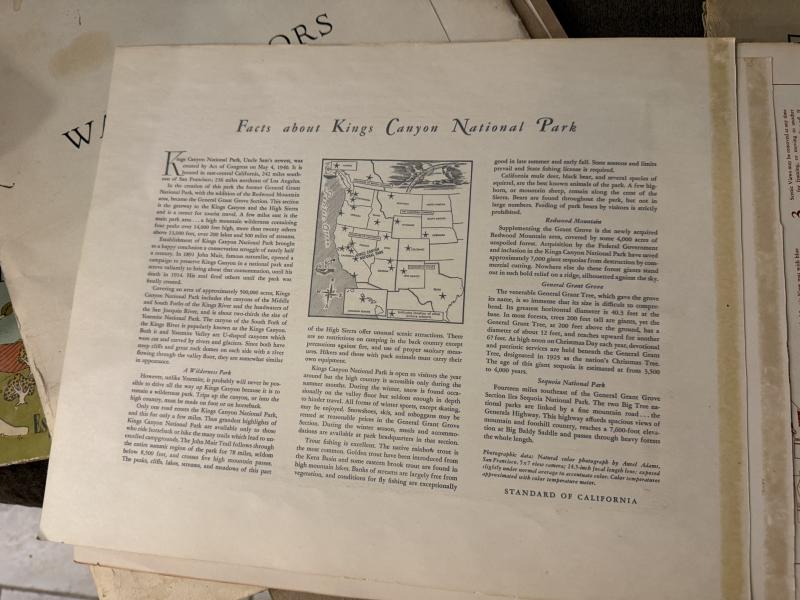 ORS
WA
Facts about Kings Canyon National Park
Kings Canyon National Park, Uncle Sam's newest, was
created by Act of Congress on May 4, 1940. It is
located in east-central California, 242 miles south-
east of San Francisco; 236 miles northeast of Los Angeles.
In the creation of this park the former General Grant
National Park, with the addition of the Redwood Mountain
area, became the General Grant Grove Section. This section
is the gateway to the Kings Canyon and the High Sierra
and is a center for tourist travel. A few miles east is the
main park area . . . a high mountain wilderness containing
four peaks over 14,000 feet high, more than twenty others
above 13,000 feet, over 200 lakes and 500 miles of streams.
Establishment of Kings Canyon National Park brought
to a happy conclusion a conservation struggle of nearly half
a century. In 1891 John Muir, famous naturalist, opened a
campaign to preserve Kings Canyon in a national park and
strove valiantly to bring about that consummation, until his
death in 1914. His zeal fired others until the park was
finally created.
Covering an area of approximately 500,000 acres, Kings
Canyon National Park includes the canyons of the Middle
and South Forks of the Kings River and the headwaters of
the San Joaquin River, and is about two-thirds the size of
Yosemite National Park. The canyon of the South Fork of
the Kings River is popularly known as the Kings Canyon.
Both it and Yosemite Valley are U-shaped canyons which
were cut and carved by rivers and glaciers. Since both have
steep cliffs and great rock domes on each side with a river
flowing through the valley floor, they are somewhat similar
in appearance.
A Wilderness Park
However, unlike Yosemite, it probably will never be pos-
sible to drive all the way up Kings Canyon because it is to
remain a wilderness park. Trips up the canyon, or into the
high country, must be made on foot or on horseback.
Only one road enters the Kings Canyon National Park,
and this for only a few miles. Thus grandest highlights of
Kings Canyon National Park are available only to those
who ride horseback or hike the many trails which lead to un-
excelled campgrounds. The John Muir Trail follows through
the entire summit region of the park for 78 miles, seldom
below 8,500 feet, and crosses five high mountain passes.
The peaks, cliffs, lakes, streams, and meadows of this part
of the High Sierra offer unusual scenic attractions. There
are no restrictions on camping in the back country except
precautions against fire, and use of proper sanitary meas-
ures. Hikers and those with pack animals must carry their
own equipment.
Kings Canyon National Park is open to visitors the year
around but the high country is accessible only during the
summer months. During the winter, snow is found occa-
sionally on the valley floor but seldom enough in depth
to hinder travel. All forms of winter sports, except skating,
may be enjoyed. Snowshoes, skis, and toboggans may be
rented at reasonable prices in the General Grant Grove
Section. During the winter season, meals and accommo-
dations are available at park headquarters in that section.
Trout fishing is excellent. The native rainbow trout is
the most common. Golden trout have been introduced from
the Kern Basin and some eastern brook trout are found in
high mountain lakes. Banks of streams are largely free from
vegetation, and conditions for fly fishing are exceptionally
good in late summer and early fall. State seasons and limits
prevail and State fishing license is required.
California mule deer, black bear, and several species of
squirrel, are the best known animals of the park. A few big-
horn, or mountain sheep, remain along the crest of the
Sierra. Bears are found throughout the park, but not in
large numbers. Feeding of park bears by visitors is strictly
prohibited.
Redwood Mountain
Supplementing the Grant Grove is the newly acquired
Redwood Mountain area, covered by some 4,000 acres of
unspoiled forest. Acquisition by the Federal Government
and inclusion in the Kings Canyon National Park have saved
approximately 7,000 giant sequoias from destruction by com-
mercial cutting. Nowhere else do these forest giants stand
out in such bold relief on a ridge, silhouetted against the sky.
General Grant Grove
The venerable General Grant Tree, which gave the grove
its name, is so immense that its size is difficult to compre-
hend. Its greatest horizontal diameter is 40.3 feet at the
base. In most forests, trees 200 feet tall are giants, yet the
General Grant Tree, at 200 feet above the ground, has a
diameter of about 12 feet, and reaches upward for another
67 feet. At high noon on Christmas Day each year, devotional
and patriotic services are held beneath the General Grant
Tree, designated in 1925 as the nation's Christmas Tree.
The age of this giant sequoia is estimated at from 3,500
to 4,000 years.
Sequoia National Park
Fourteen miles southeast of the General Grant Grove
Section lies Sequoia National Park. The two Big Tree na-
tional parks are linked by a fine mountain road . . . the
Generals Highway. This highway affords spacious views of
mountain and foothill country, reaches a 7,600-foot eleva-
tion at Big Baldy Saddle and passes through heavy forests
the whole length.
Photographic data: Natural color photograph by Ansel Adams,
San Francisco. 5x7 view camera; 14.5-inch focal length lens; exposed
slightly under normal average to accentuate color. Color temperatures
approximated with color temperature meter.
STANDARD OF CALIFORNIA